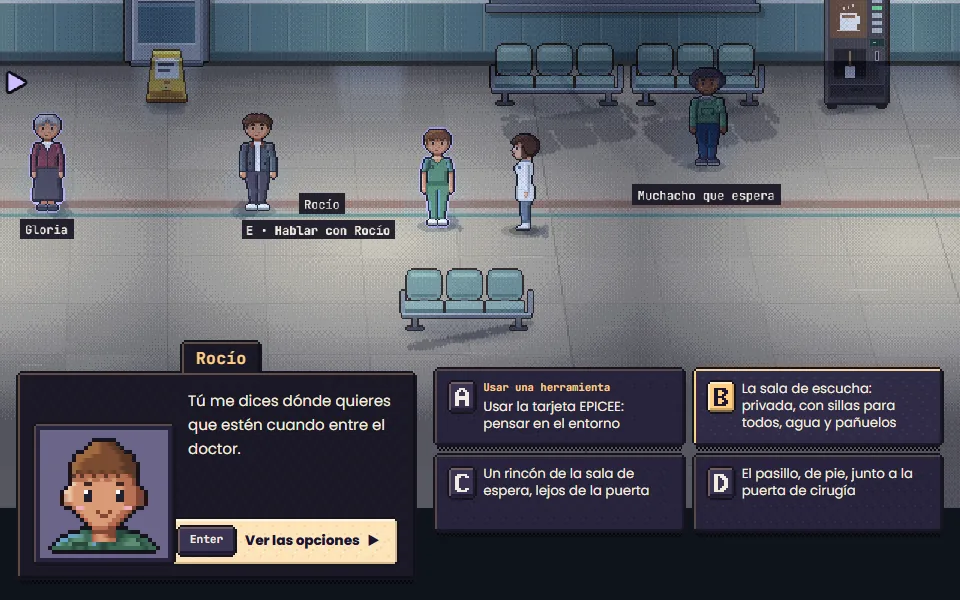 Gloria
Rocío
E · Hablar con Rocío
Muchacho que espera
Rocío
Tú me dices dónde quieres
que estén cuando entre el
doctor.
Enter Ver las opciones
A
Usar una herramienta
Usar la tarjeta EPICEE:
pensar en el entorno
B
La sala de escucha:
privada, con sillas para
todos, agua y pañuelos
C
Un rincón de la sala de
espera, lejos de la puerta
D
El pasillo, de pie, junto a la
puerta de cirugía